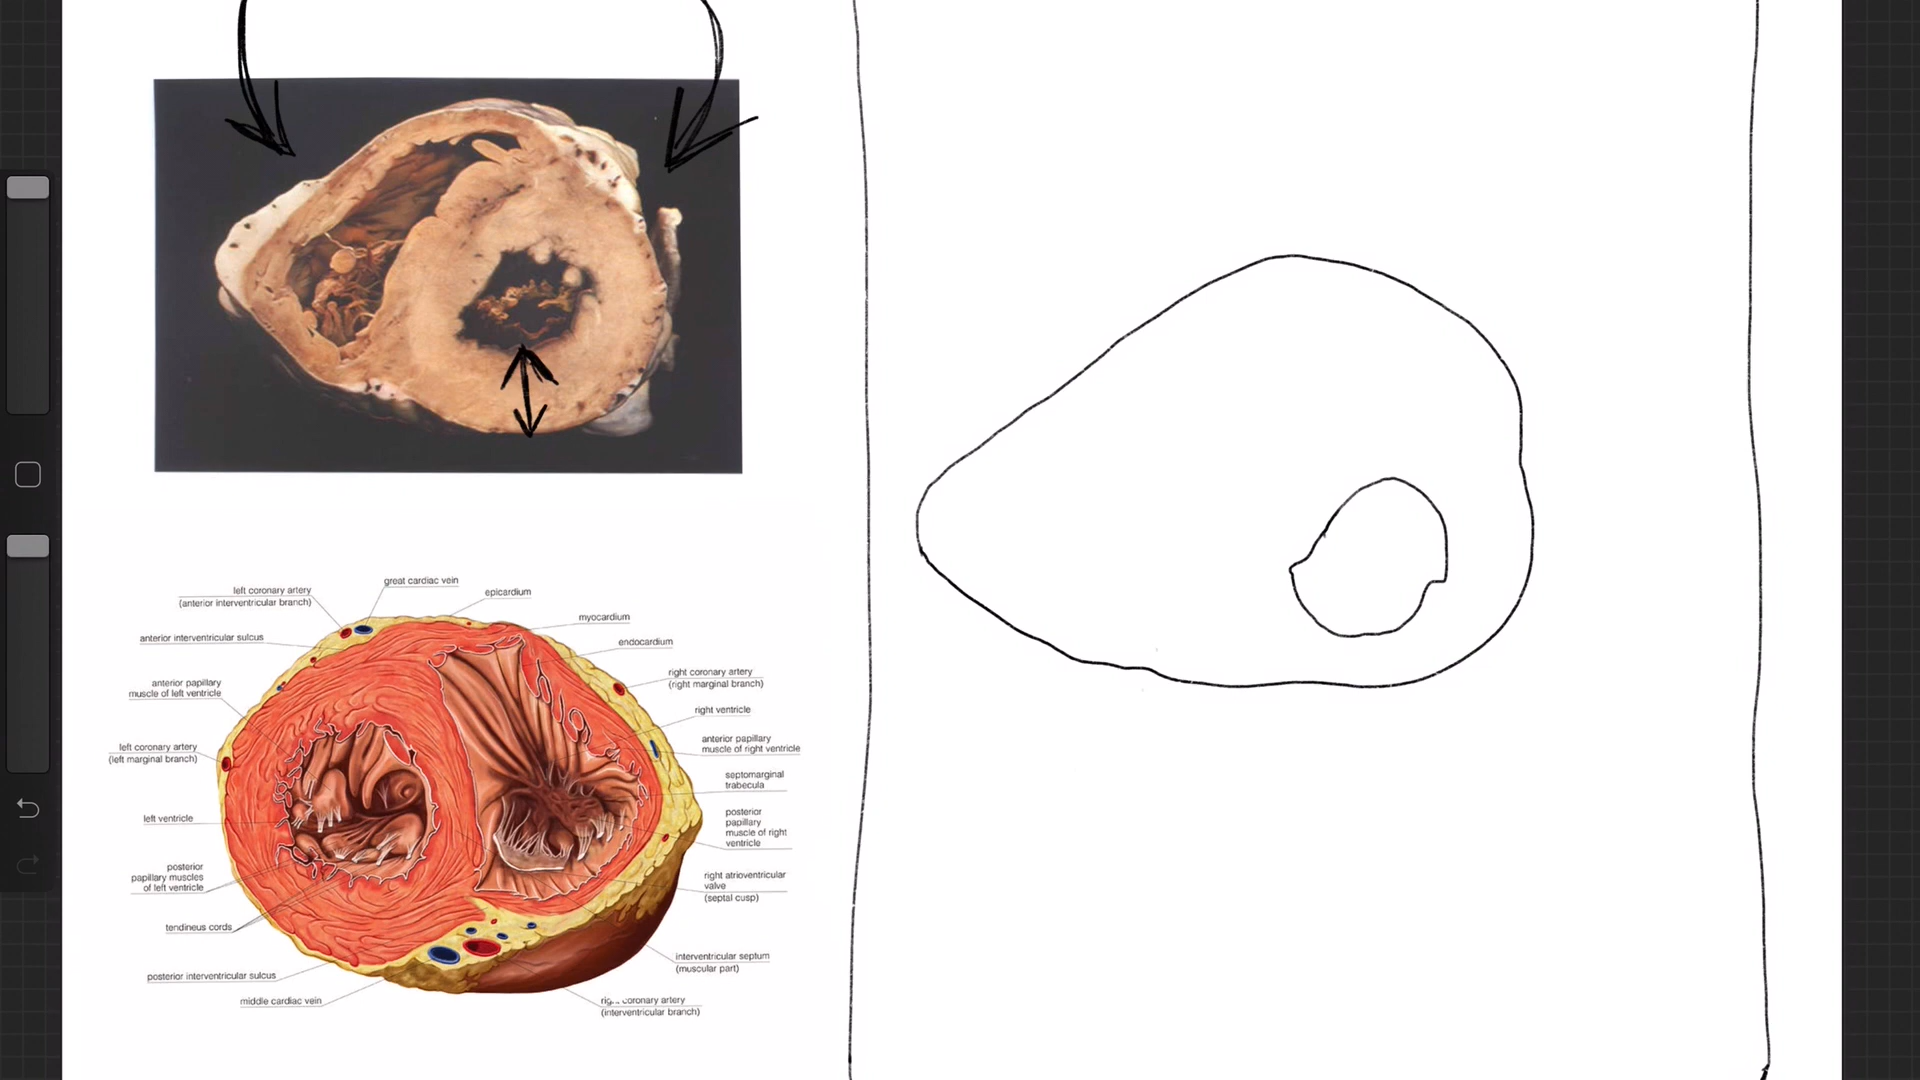 great cardiac vein
left coronary artery
(anterior interventricular branch)
epicardium
myocardium
anterior interventricular sulcus
endocardium
right coronary artery
(right marginal branch)
anterior papillary
muscle of left ventricle
right ventricle
anterior papillary
muscle of right ventricle
left coronary artery
(left marginal branch)
septomarginal
trabecula
left ventricle
posterior
papillary
muscle of right
ventricle
posterior
papillary muscles
of left ventricle
right atrioventricular
valve
(septal cusp)
tendineus cords
interventricular septum
(muscular part)
posterior interventricular sulcus
middle cardiac vein
coronary artery
(interventricular branch)